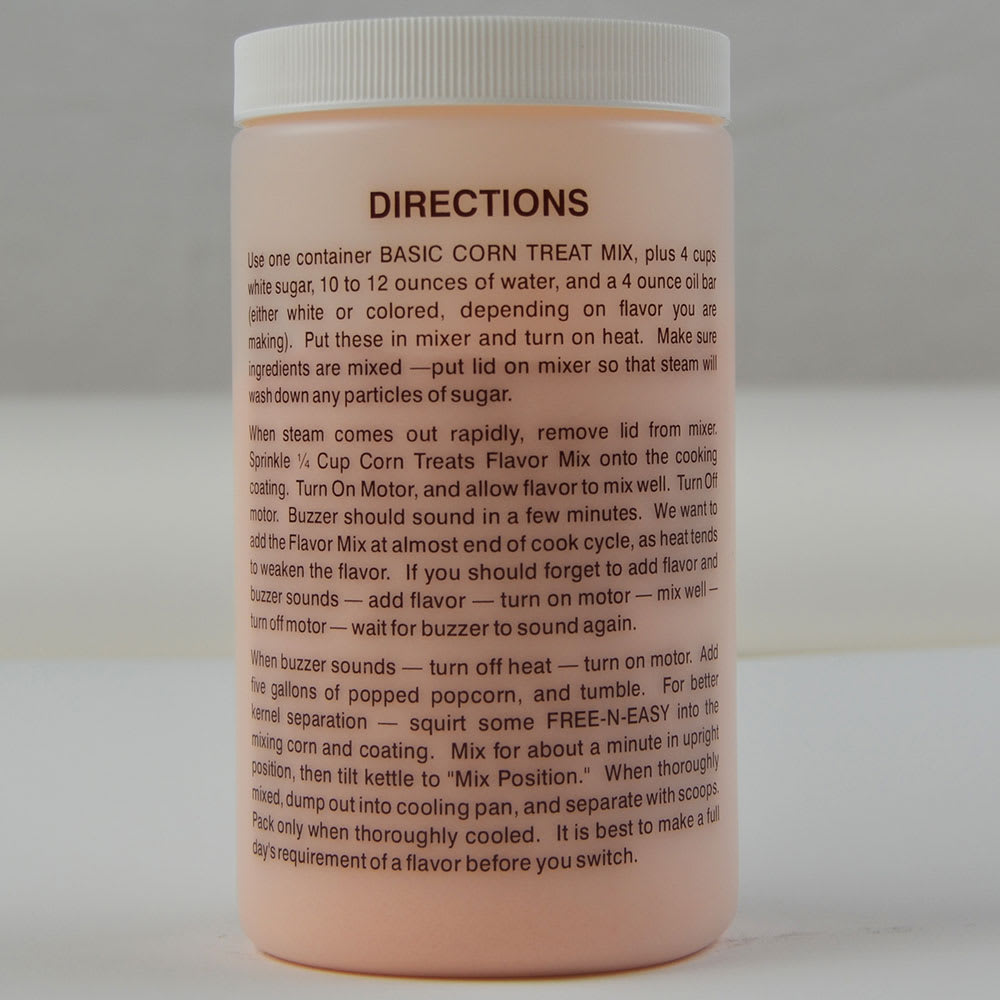 DIRECTIONS
Use one container BASIC CORN TREAT MIX, plus 4 cups
white sugar, 10 to 12 ounces of water, and a 4 ounce oil bar
(either white or colored, depending on flavor you are
making). Put these in mixer and turn on heat. Make sure
ingredients are mixed —put lid on mixer so that steam will
wash down any particles of sugar.
When steam comes out rapidly, remove lid from mixer.
Sprinkle ¼ Cup Corn Treats Flavor Mix onto the cooking
coating. Turn On Motor, and allow flavor to mix well. Turn Off
motor. Buzzer should sound in a few minutes. We want to
add the Flavor Mix at almost end of cook cycle, as heat tends
to weaken the flavor. If you should forget to add flavor and
buzzer sounds — add flavor — turn on motor — mix well —
turn off motor — wait for buzzer to sound again.
When buzzer sounds — turn off heat — turn on motor. Add
five gallons of popped popcorn, and tumble. For better
kernel separation — squirt some FREE-N-EASY into the
mixing corn and coating. Mix for about a minute in upright
position, then tilt kettle to "Mix Position." When thoroughly
mixed, dump out into cooling pan, and separate with scoops.
Pack only when thoroughly cooled. It is best to make a full
day's requirement of a flavor before you switch.